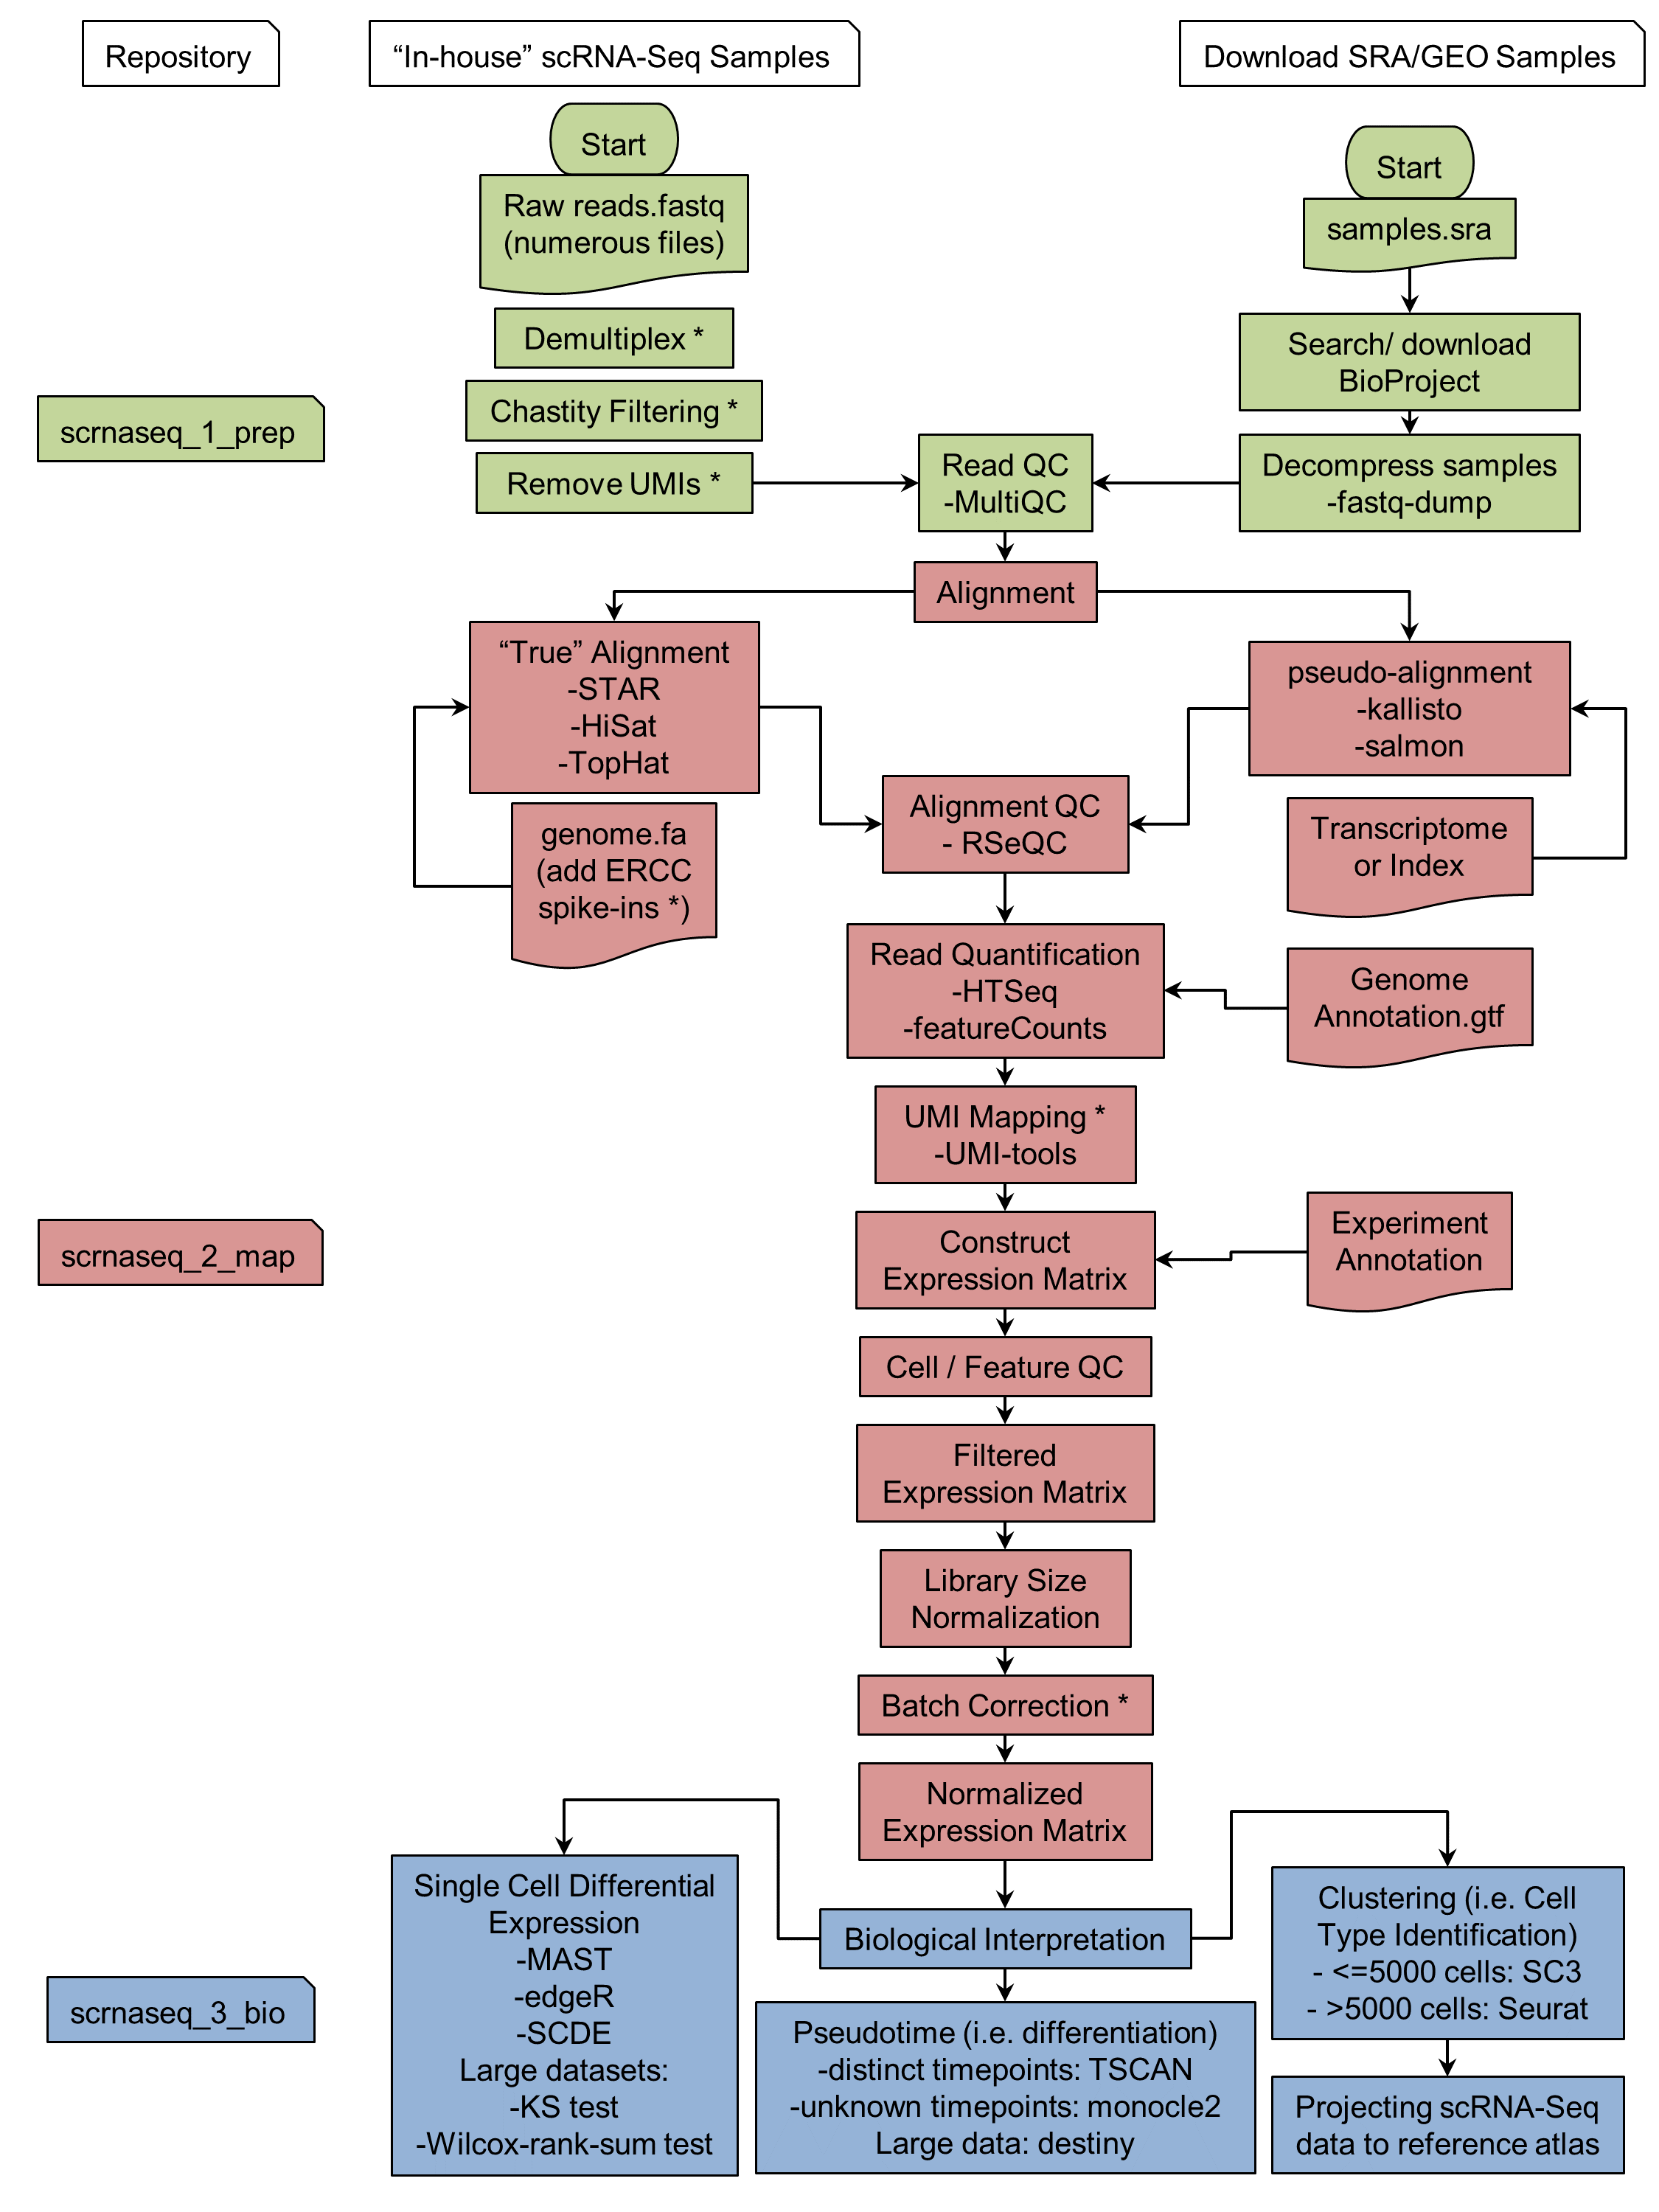 Repository
“In-house” scRNA-Seq Samples
Download SRA/GEO Samples
Start
Raw reads.fastq
(numerous files)
Demultiplex *
Chastity Filtering *
Remove UMIs *
Start
samples.sra
Search/ download
BioProject
Decompress samples
-fastq-dump
scrnaseq_1_prep
Read QC
-MultiQC
Alignment
“True” Alignment
-STAR
-HiSat
-TopHat
pseudo-alignment
-kallisto
-salmon
genome.fa
(add ERCC
spike-ins *)
Alignment QC
- RSeQC
Transcriptome
or Index
Read Quantification
-HTSeq
-featureCounts
Genome
Annotation.gtf
UMI Mapping *
-UMI-tools
scrnaseq_2_map
Construct
Expression Matrix
Experiment
Annotation
Cell / Feature QC
Filtered
Expression Matrix
Library Size
Normalization
Batch Correction *
Normalized
Expression Matrix
Biological Interpretation
scrnaseq_3_bio
Single Cell Differential
Expression
-MAST
-edgeR
-SCDE
Large datasets:
-KS test
-Wilcox-rank-sum test
Pseudotime (i.e. differentiation)
-distinct timepoints: TSCAN
-unknown timepoints: monocle2
Large data: destiny
Clustering (i.e. Cell
Type Identification)
- <=5000 cells: SC3
- >5000 cells: Seurat
Projecting scRNA-Seq
data to reference atlas